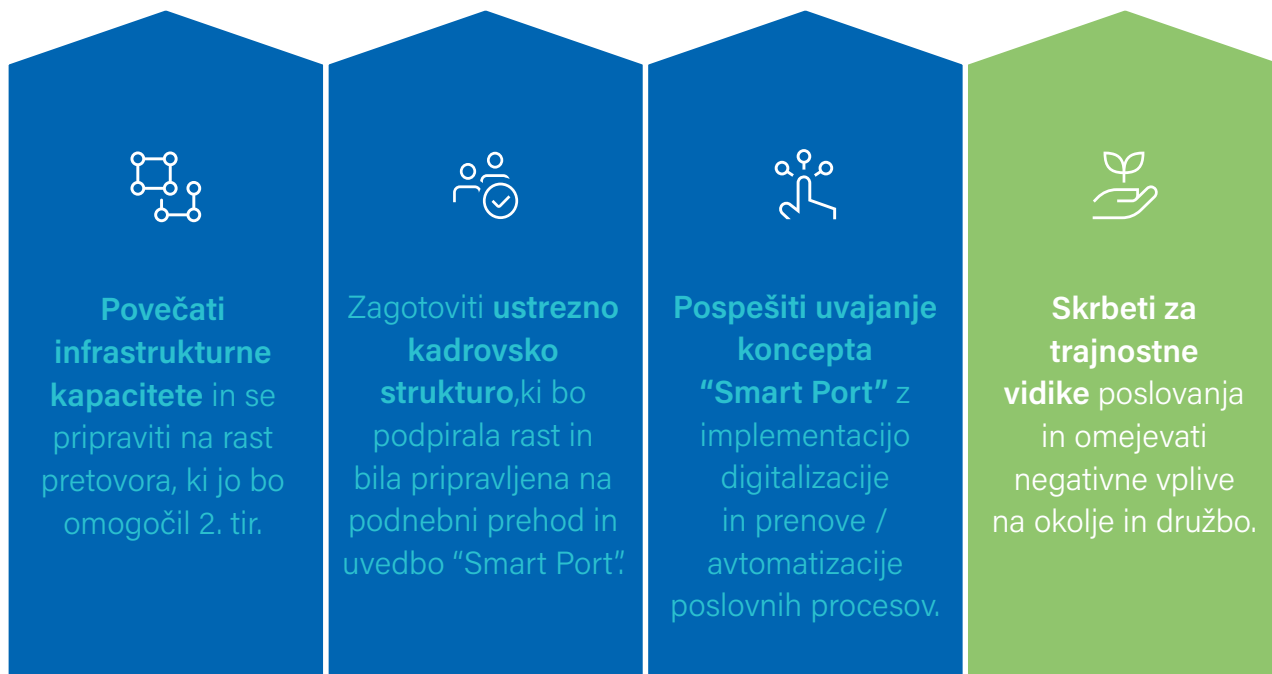 Povečati
infrastrukturne
kapacitete in se
pripraviti na rast
pretovora, ki jo bo
omogočil 2. tir.
Zagotoviti ustrezno
kadrovsko
strukturo,ki bo
podpirala rast in
bila pripravljena na
podnebni prehod in
uvedbo “Smart Port”.
Pospešiti uvajanje
koncepta
“Smart Port” z
implementacijo
digitalizacije
in prenove /
avtomatizacije
poslovnih procesov.
Skrbeti za
trajnostne
vidike poslovanja
in omejevati
negativne vplive
na okolje in družbo.